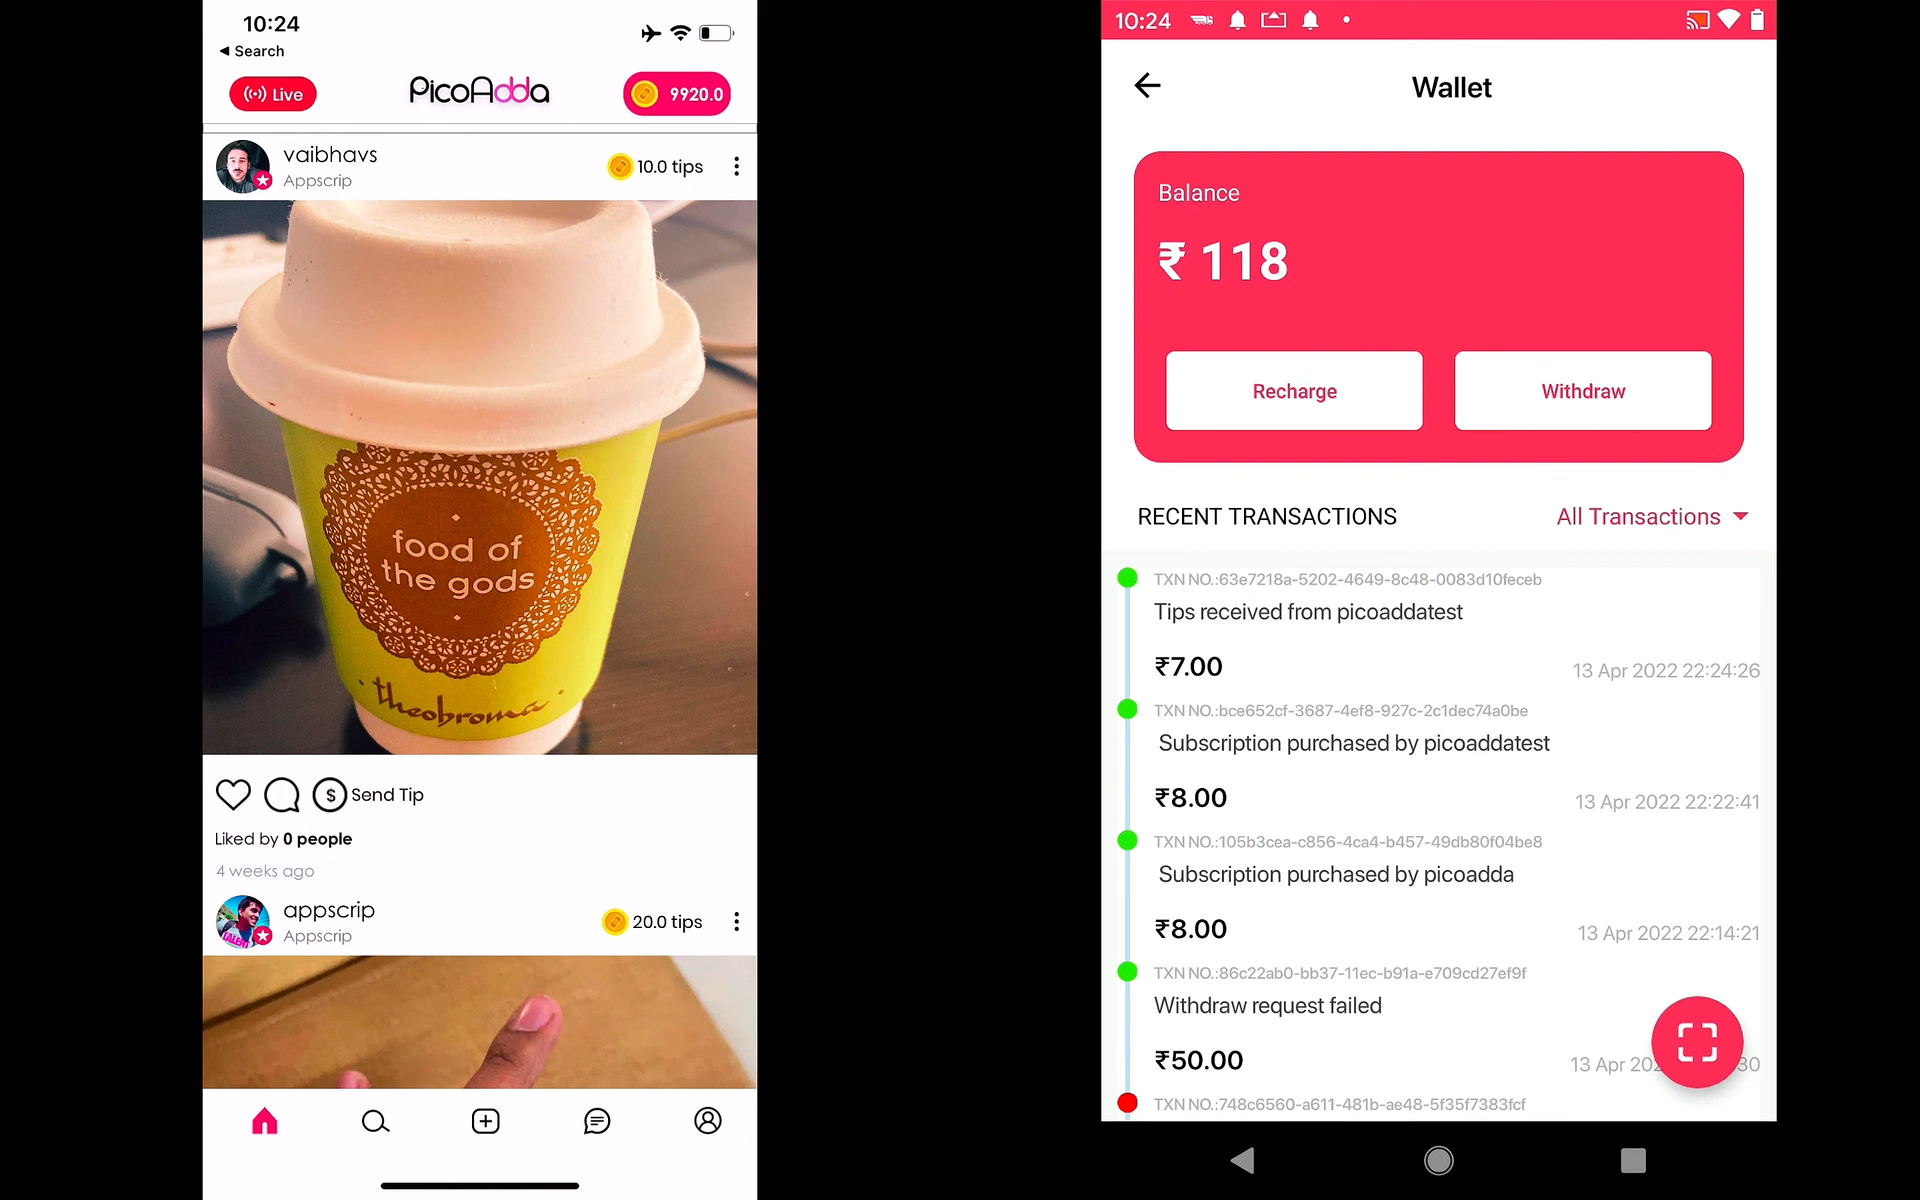 10:24
Search
Live
PicoAdda
9920.0
vaibhavs
Appscrip
10.0 tips
food of
the gods
theobroma
$ Send Tip
Liked by 0 people
4 weeks ago
appscrip
Appscrip
20.0 tips
TALENT
10:24
Wallet
Balance
₹ 118
Recharge
Withdraw
RECENT TRANSACTIONS
All Transactions
TXN NO.:63e7218a-5202-4649-8c48-0083d10feceb
Tips received from picoaddatest
₹7.00
13 Apr 2022 22:24:26
TXN NO.:bce652cf-3687-4ef8-927c-2c1dec74a0be
Subscription purchased by picoaddatest
₹8.00
13 Apr 2022 22:22:41
TXN NO.:105b3cea-c856-4ca4-b457-49db80f04be8
Subscription purchased by picoadda
₹8.00
13 Apr 2022 22:14:21
TXN NO.:86c22ab0-bb37-11ec-b91a-e709cd27ef9f
Withdraw request failed
₹50.00
13 Apr 202 30
TXN NO.:748c6560-a611-481b-ae48-5f35f7383fcf